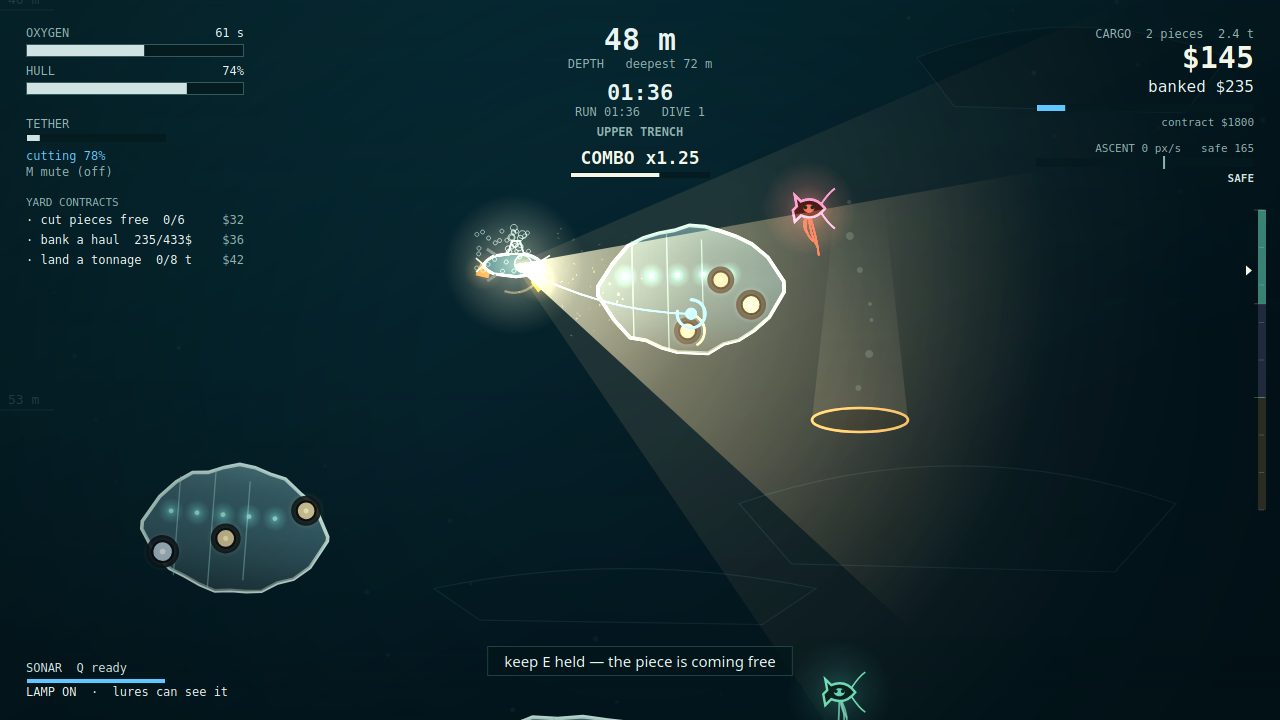 OXYGEN 61 s
HULL 74%
TETHER
cutting 78%
M mute (off)
YARD CONTRACTS
· cut pieces free 0/6 $32
· bank a haul 235/433$ $36
· land a tonnage 0/8 t $42
48 m
DEPTH deepest 72 m
01:36
RUN 01:36 DIVE 1
UPPER TRENCH
COMBO x1.25
CARGO 2 pieces 2.4 t
$145
banked $235
contract $1800
ASCENT 0 px/s safe 165
SAFE
53 m
keep E held — the piece is coming free
SONAR Q ready
LAMP ON · lures can see it